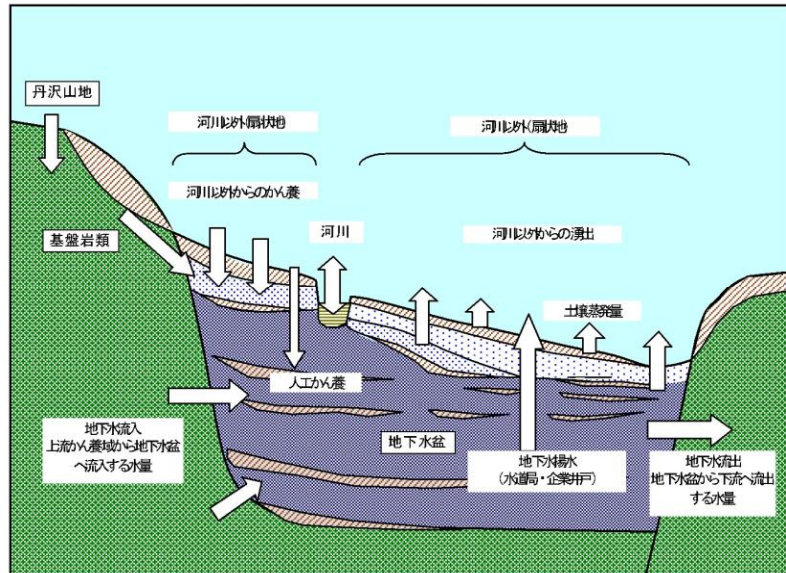 丹沢山地
河川以外(扇状地)
河川以外(扇状地)
河川以外からのかん養
河川
河川以外からの湧出
基盤岩類
土壌蒸発量
人工かん養
地下水流入
上流かん養域から地下水盆
へ流入する水量
地下水盆
地下水揚水
(水道局・企業井戸)
地下水流出
地下水盆から下流へ流出
する水量